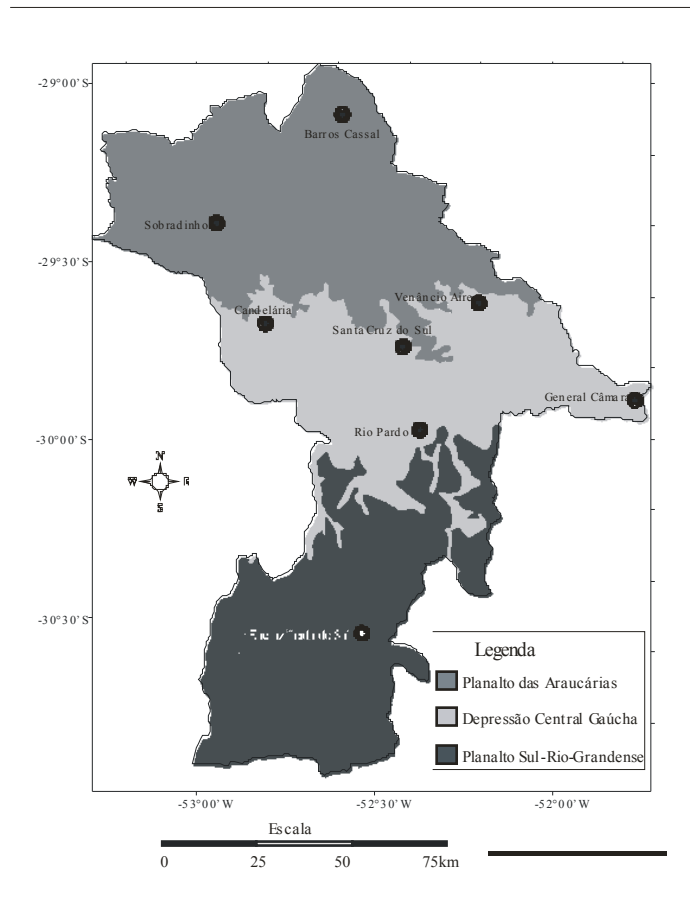 -29°00'S
Barros Cassal
Sobradinho
-29°30'S
Candelária
Venâncio Aires
Santa Cruz do Sul
General Câmara
Rio Pardo
-30°00'S
N
W
S
-30°30'S
Legenda
Planalto das Araucárias
Depressão Central Gaúcha
Planalto Sul-Rio-Grandense
-53°00'W
-52°30'W
-52°00'W
Escala
0 25 50 75km